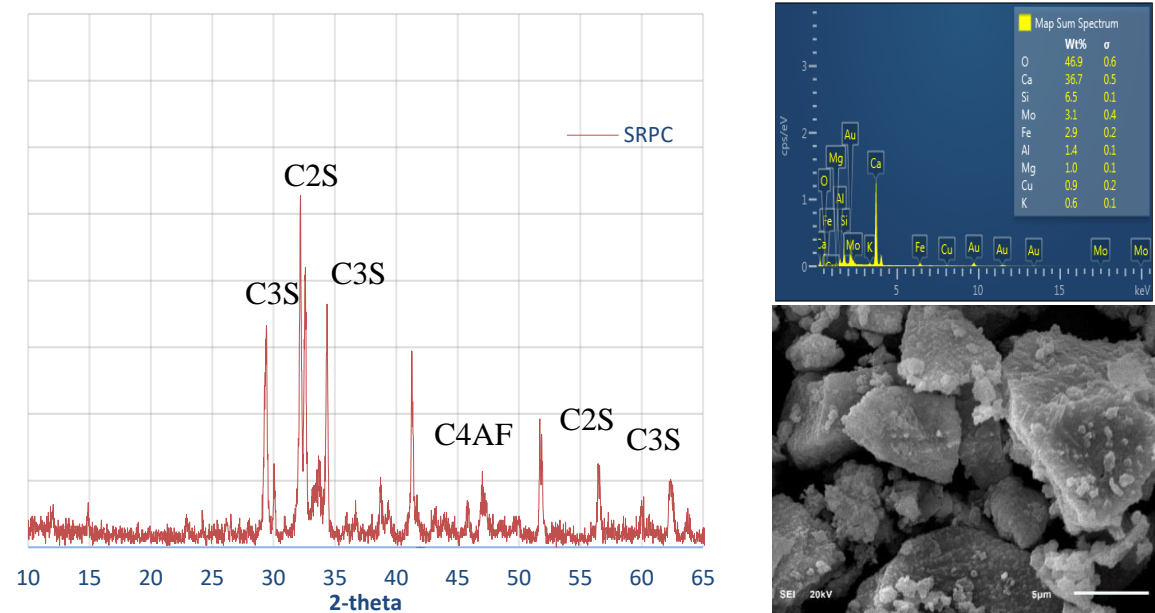 SRPC
C2S
C3S
C3S
C4AF
C2S
C3S
10 15 20 25 30 35 40 45 50 55 60 65
2-theta
Map Sum Spectrum
Wt% σ
O 46.9 0.6
Ca 36.7 0.5
Si 6.5 0.1
Mo 3.1 0.4
Fe 2.9 0.2
Al 1.4 0.1
Mg 1.0 0.1
Cu 0.9 0.2
K 0.6 0.1
cps/eV
3
2
1
0
Au
Mg
Ca
O
Al
Fe Si
Mo K Fe Cu Au Au Au Mo Mo
5 10 15 keV
SEI 20kV 5μm